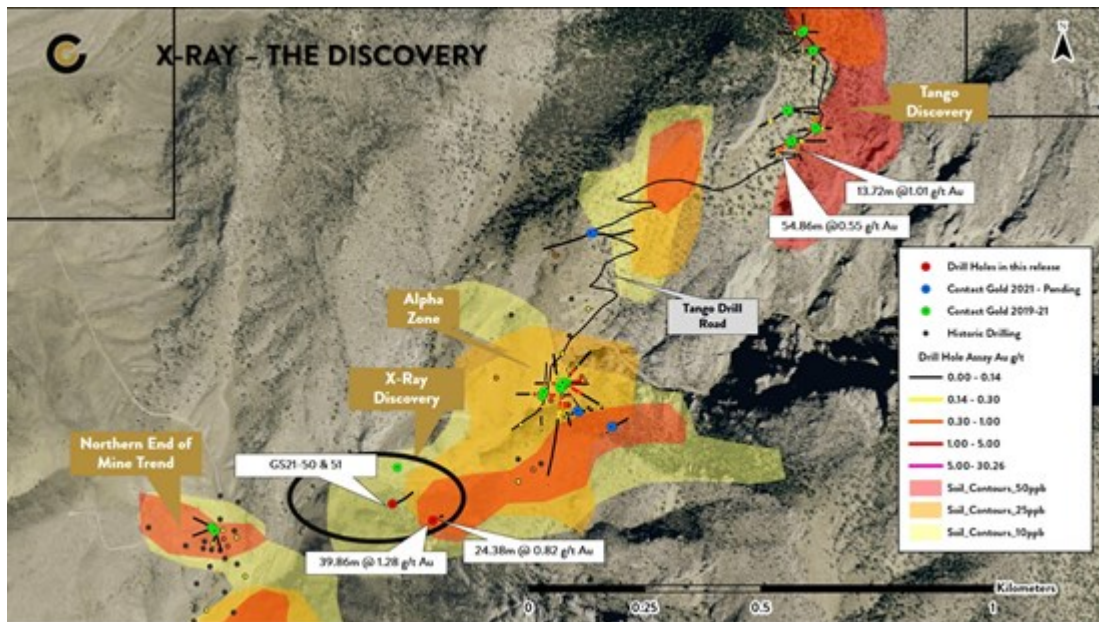 X-RAY – THE DISCOVERY
N
Tango
Discovery
13.72m @1.01 g/t Au
54.86m @0.55 g/t Au
Alpha
Zone
Tango Drill
Road
X-Ray
Discovery
Northern End of
Mine Trend
GS21-50 & 51
39.86m @ 1.28 g/t Au
24.38m @ 0.82 g/t Au
Drill Holes in this release
Contact Gold 2021 - Pending
Contact Gold 2019-21
Historic Drilling
Drill Hole Assay Au g/t
0.00 - 0.14
0.14 - 0.30
0.30 - 1.00
1.00 - 5.00
5.00- 30.26
Soil_Contours_50ppb
Soil_Contours_25ppb
Soil_Contours_10ppb
Kilometers
0 0.25 0.5 1